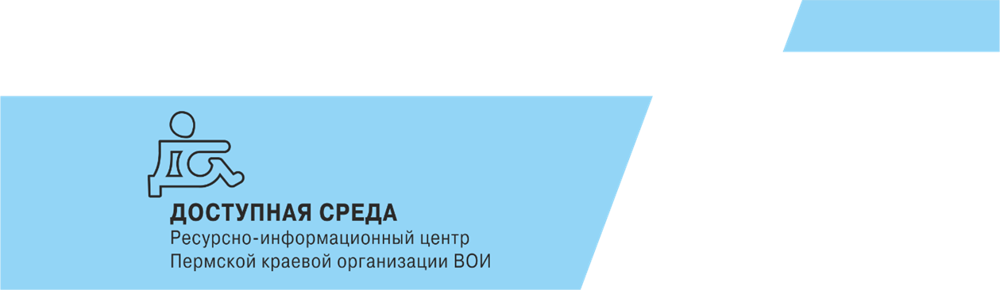 ДОСТУПНАЯ СРЕДА
Ресурсно-информационный центр
Пермской краевой организации ВОИ